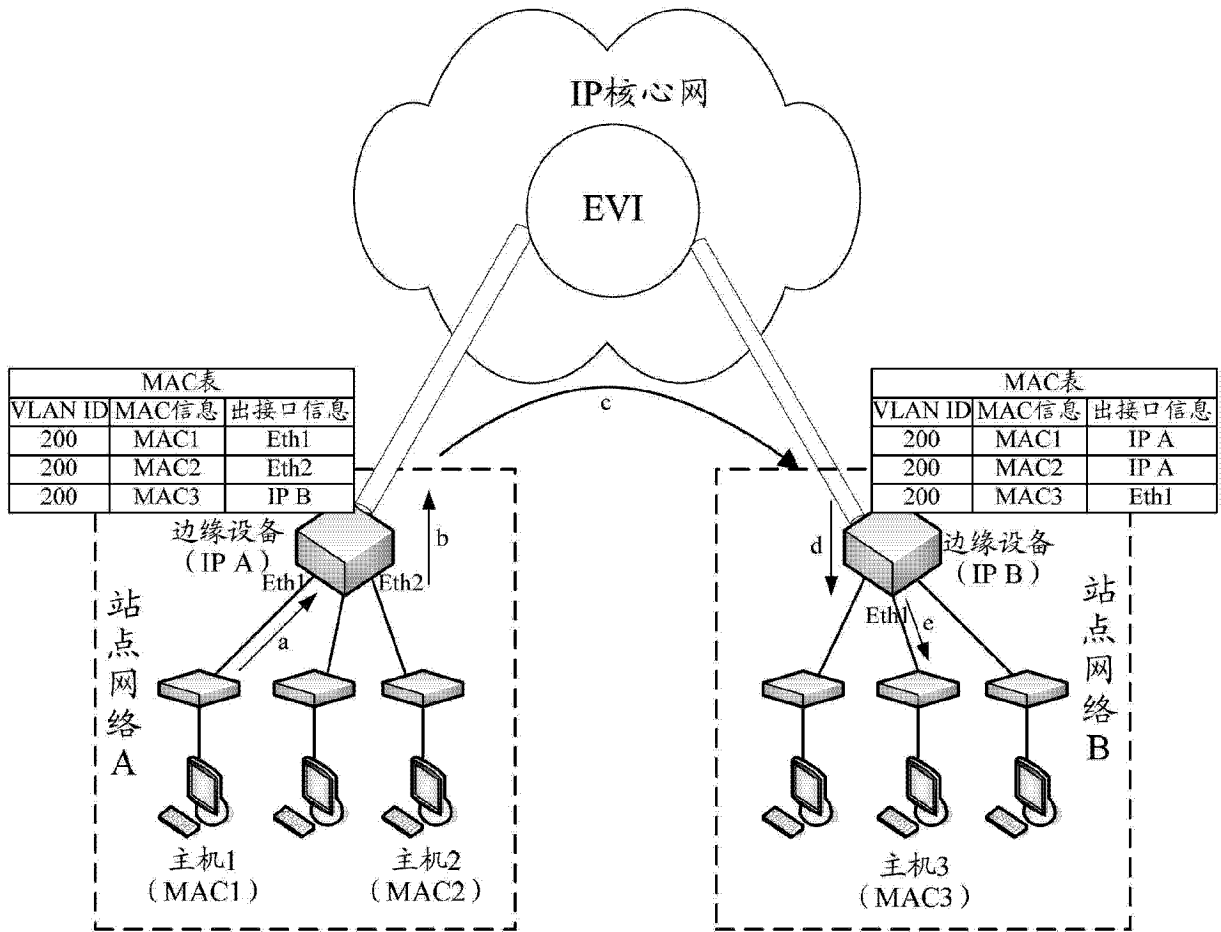 IP核心网
EVI
MAC表
VLAN ID MAC信息 出接口信息
200 MAC1 Eth1
200 MAC2 Eth2
200 MAC3 IP B
MAC表
VLAN ID MAC信息 出接口信息
200 MAC1 IP A
200 MAC2 IP A
200 MAC3 Eth1
c
边缘设备
（IP A）
b
Eth1
Eth2
a
站点网络A
主机1
（MAC1）
主机2
（MAC2）
d
边缘设备
（IP B）
Eth1
e
站点网络B
主机3
（MAC3）